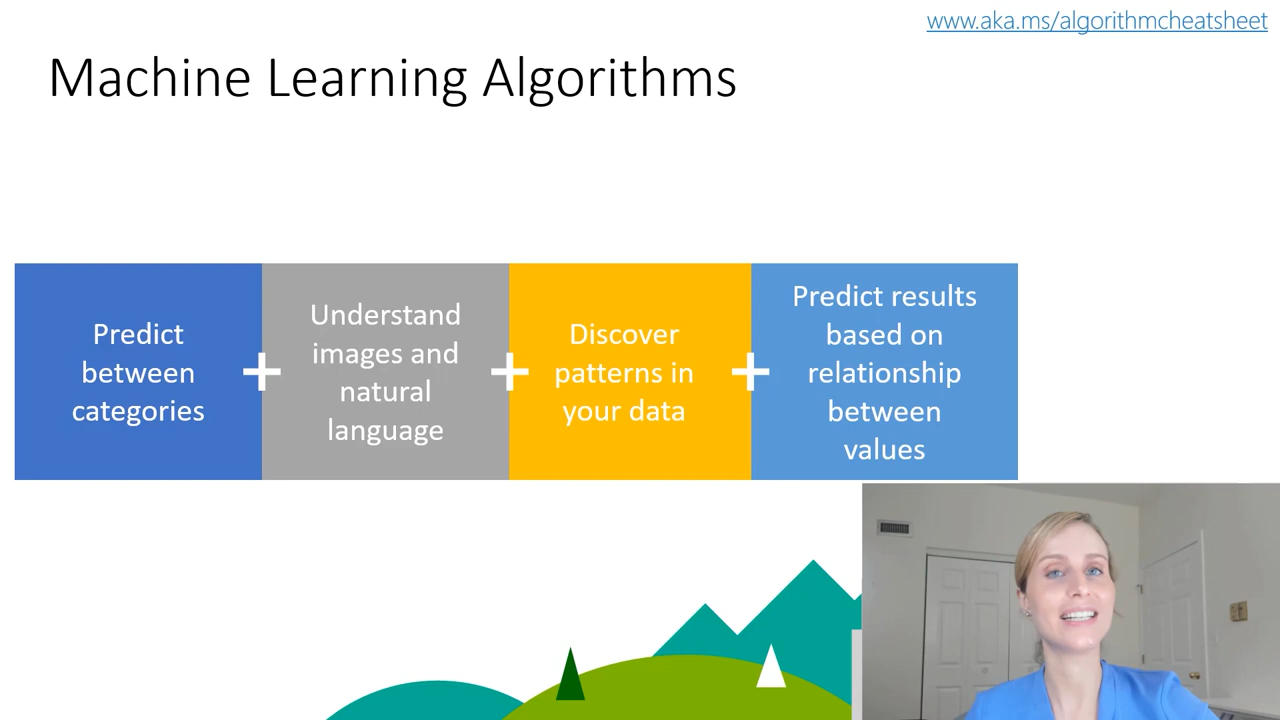 www.aka.ms/algorithmcheatsheet
Machine Learning Algorithms
Predict
between
categories
Understand
images and
natural
language
Discover
patterns in
your data
Predict results
based on
relationship
between
values